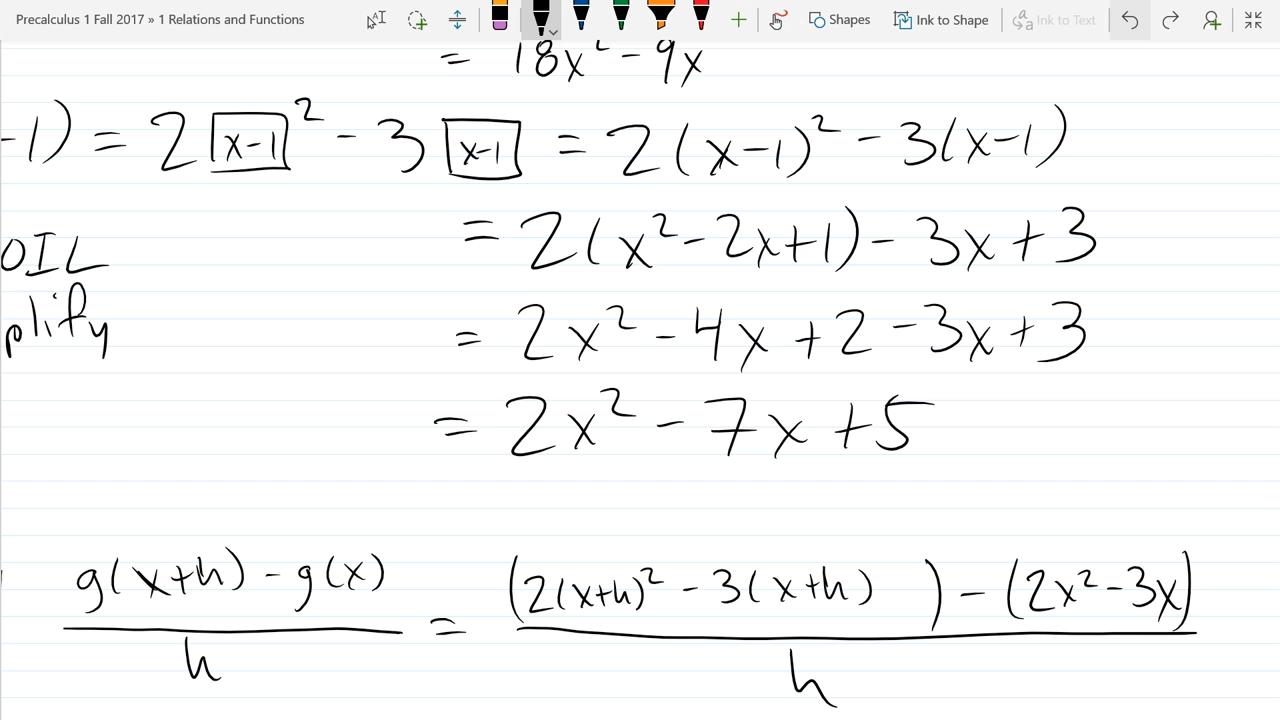 Precalculus 1 Fall 2017 » 1 Relations and Functions
Shapes
Ink to Shape
Ink to Text
= 18x² - 9x
-1) = 2 [x-1]² - 3 [x-1] = 2(x-1)² - 3(x-1)
= 2(x² - 2x + 1) - 3x + 3
OIL
plify
= 2x² - 4x + 2 - 3x + 3
= 2x² - 7x + 5
g(x+h) - g(x) / h = (2(x+h)² - 3(x+h) ) - (2x² - 3x) / h